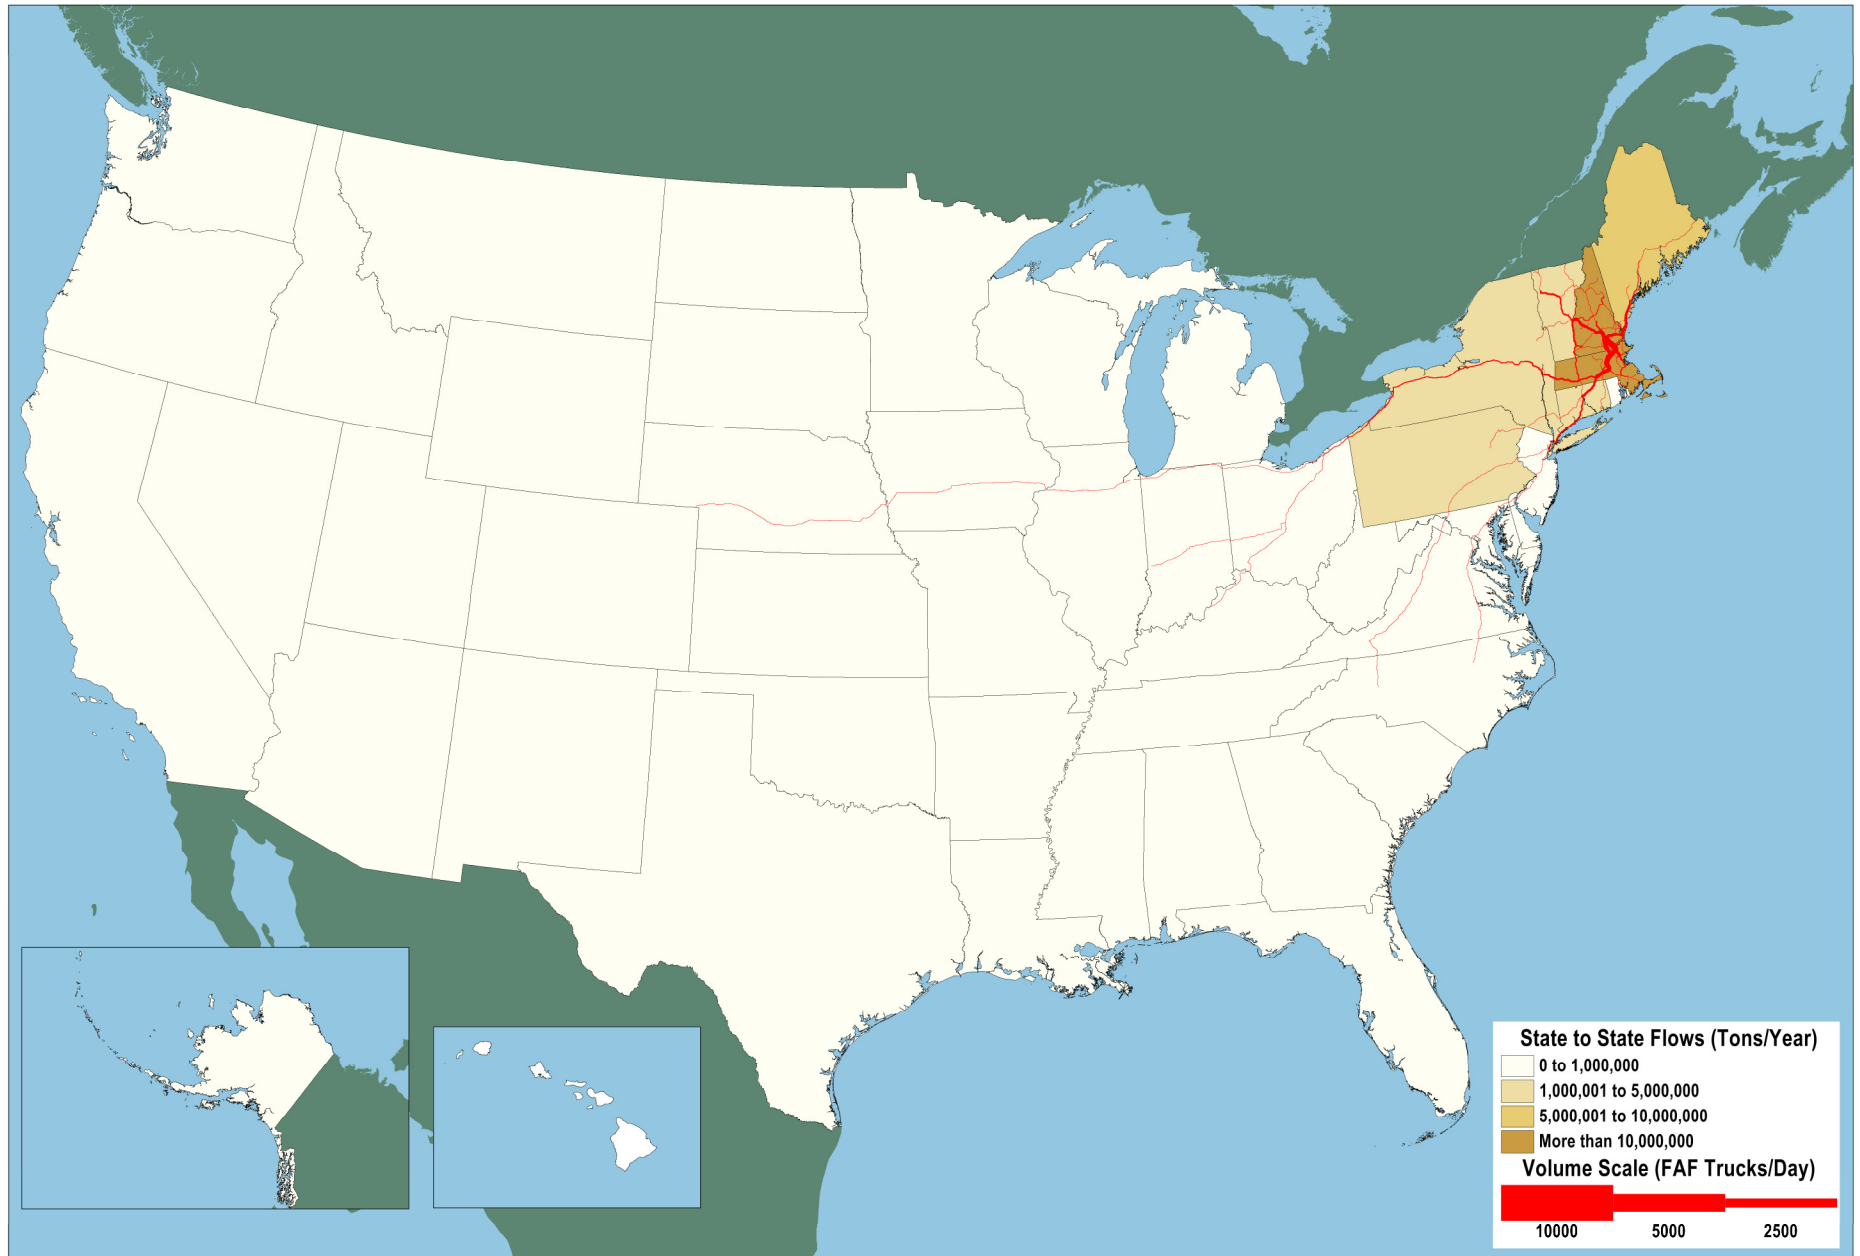 State to State Flows (Tons/Year)
0 to 1,000,000
1,000,001 to 5,000,000
5,000,001 to 10,000,000
More than 10,000,000
Volume Scale (FAF Trucks/Day)
10000 5000 2500